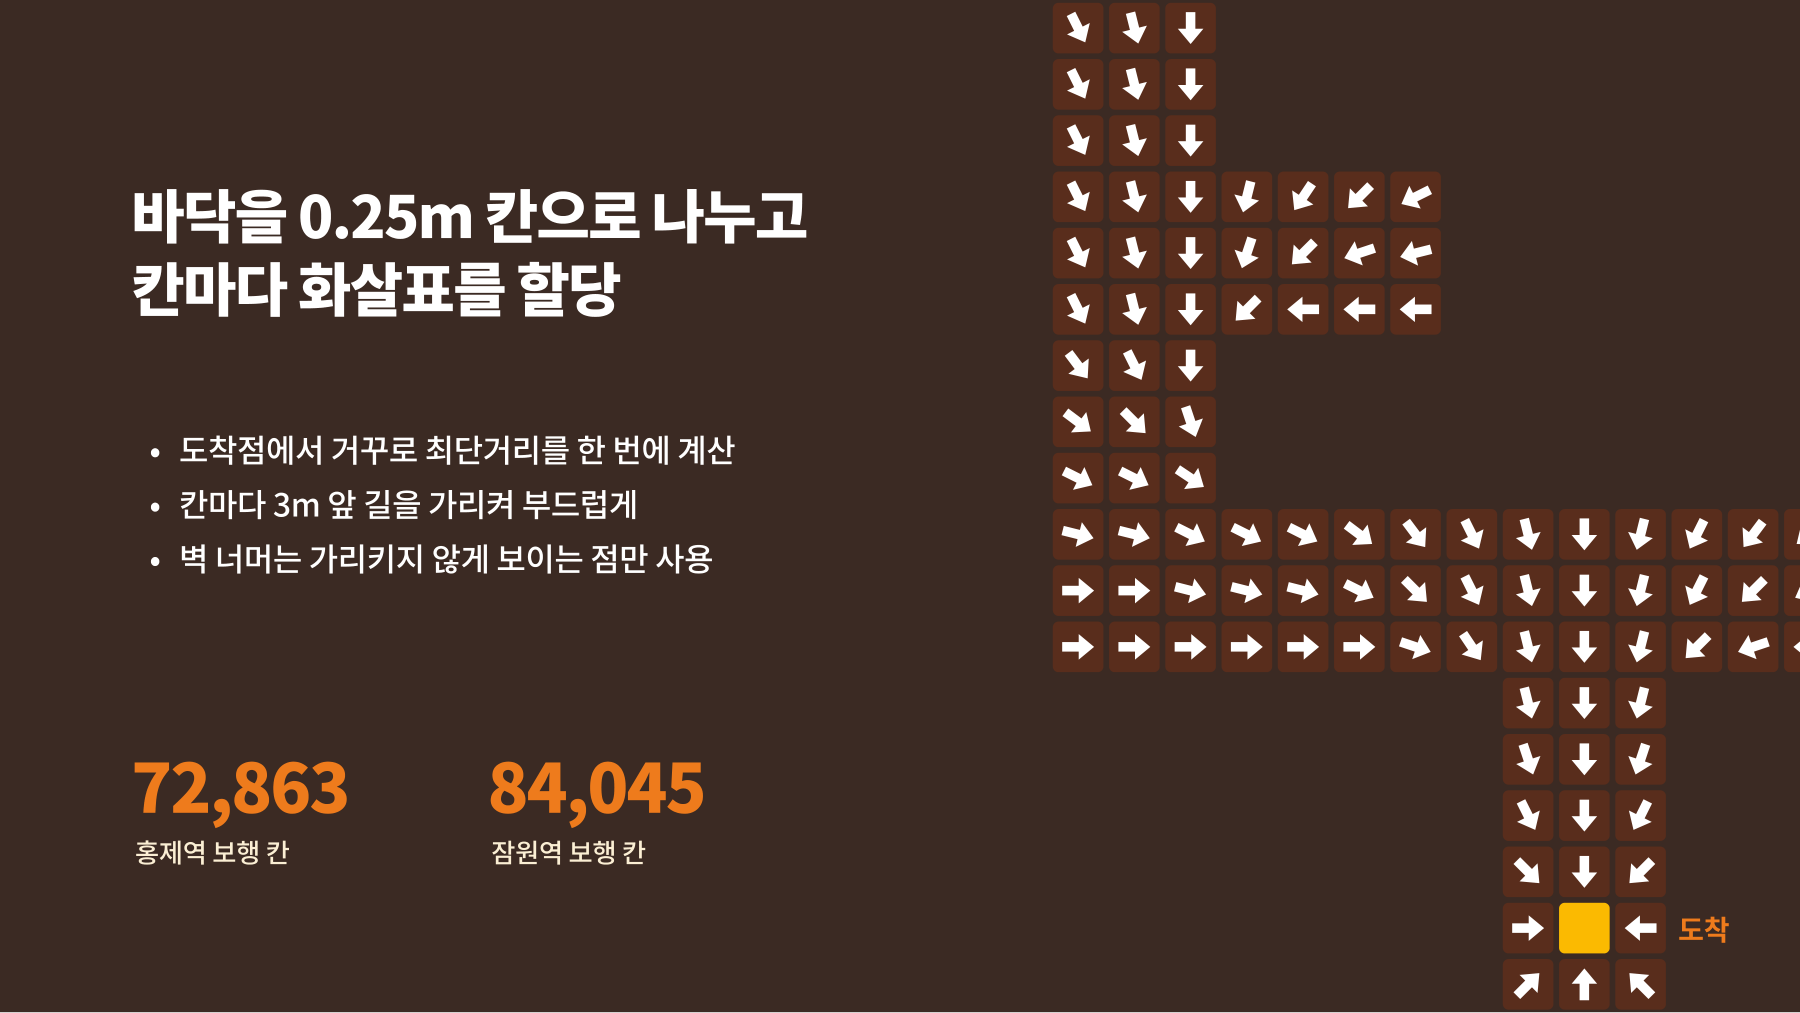 바닥을 0.25m 칸으로 나누고
칸마다 화살표를 할당
• 도착점에서 거꾸로 최단거리를 한 번에 계산
• 칸마다 3m 앞 길을 가리켜 부드럽게
• 벽 너머는 가리키지 않게 보이는 점만 사용
72,863
홍제역 보행 칸
84,045
잠원역 보행 칸
도착